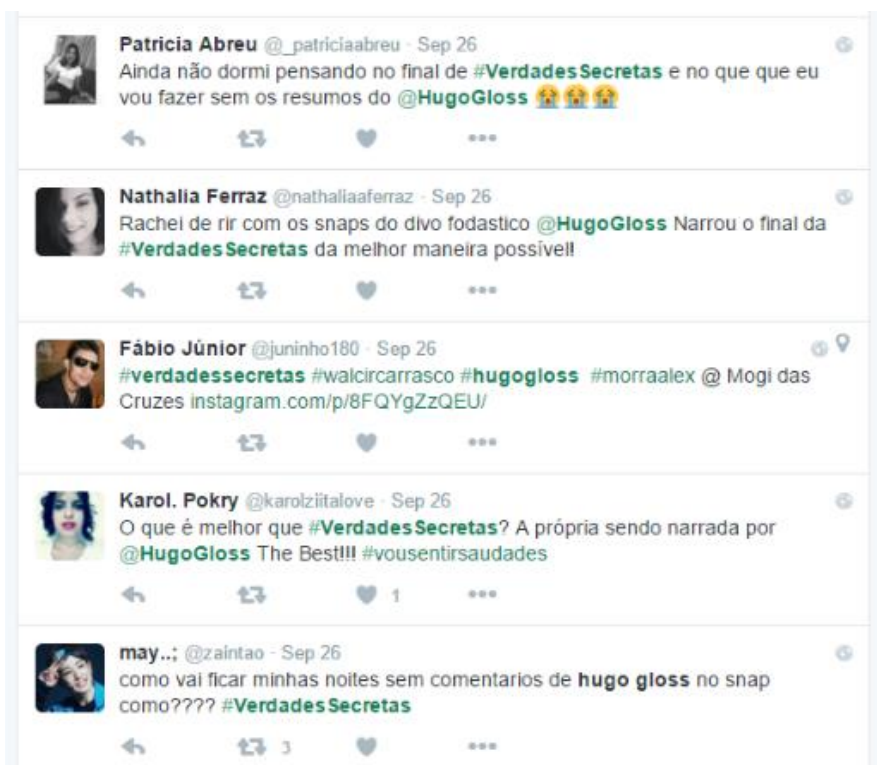 Patricia Abreu @_patriciaabreu · Sep 26
Ainda não dormi pensando no final de #VerdadesSecretas e no que que eu
vou fazer sem os resumos do @HugoGloss 😭😭😭
Nathalia Ferraz @nathaliaaferraz · Sep 26
Rachei de rir com os snaps do divo fodastico @HugoGloss Narrou o final da
#VerdadesSecretas da melhor maneira possível!
Fábio Júnior @juninho180 · Sep 26
#verdadessecretas #walcircarrasco #hugogloss #morraalex @ Mogi das
Cruzes instagram.com/p/8FQYgZzQEU/
Karol. Pokry @karolziitalove · Sep 26
O que é melhor que #VerdadesSecretas? A própria sendo narrada por
@HugoGloss The Best!!! #vousentirsaudades
1
may..; @zaintao · Sep 26
como vai ficar minhas noites sem comentarios de hugo gloss no snap
como???? #VerdadesSecretas
3